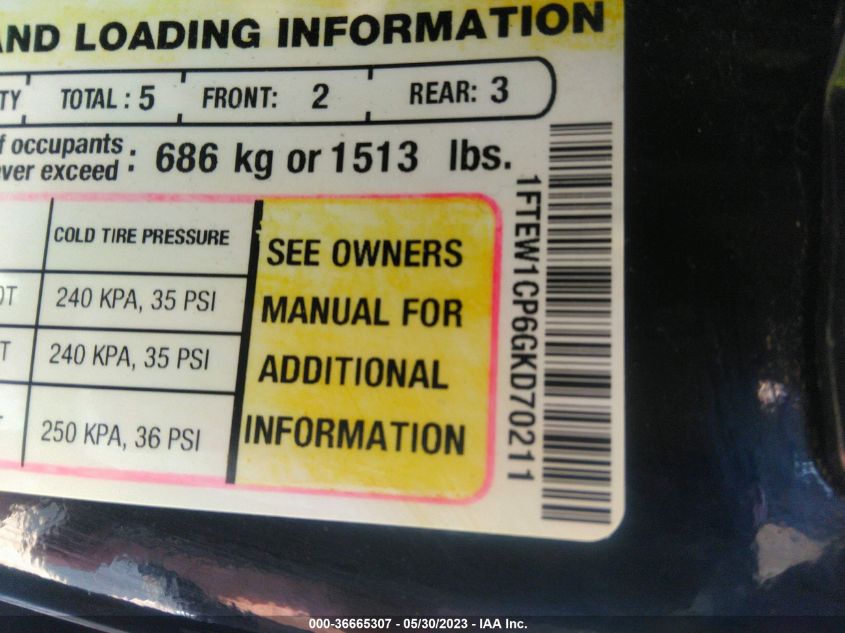 AND LOADING INFORMATION
TY TOTAL : 5 FRONT: 2 REAR: 3
f occupants
ver exceed : 686 kg or 1513 lbs.
COLD TIRE PRESSURE
240 KPA, 35 PSI
240 KPA, 35 PSI
250 KPA, 36 PSI
SEE OWNERS
MANUAL FOR
ADDITIONAL
INFORMATION
1FTEW1CP6GKD70211
000-36665307 - 05/30/2023 - IAA Inc.